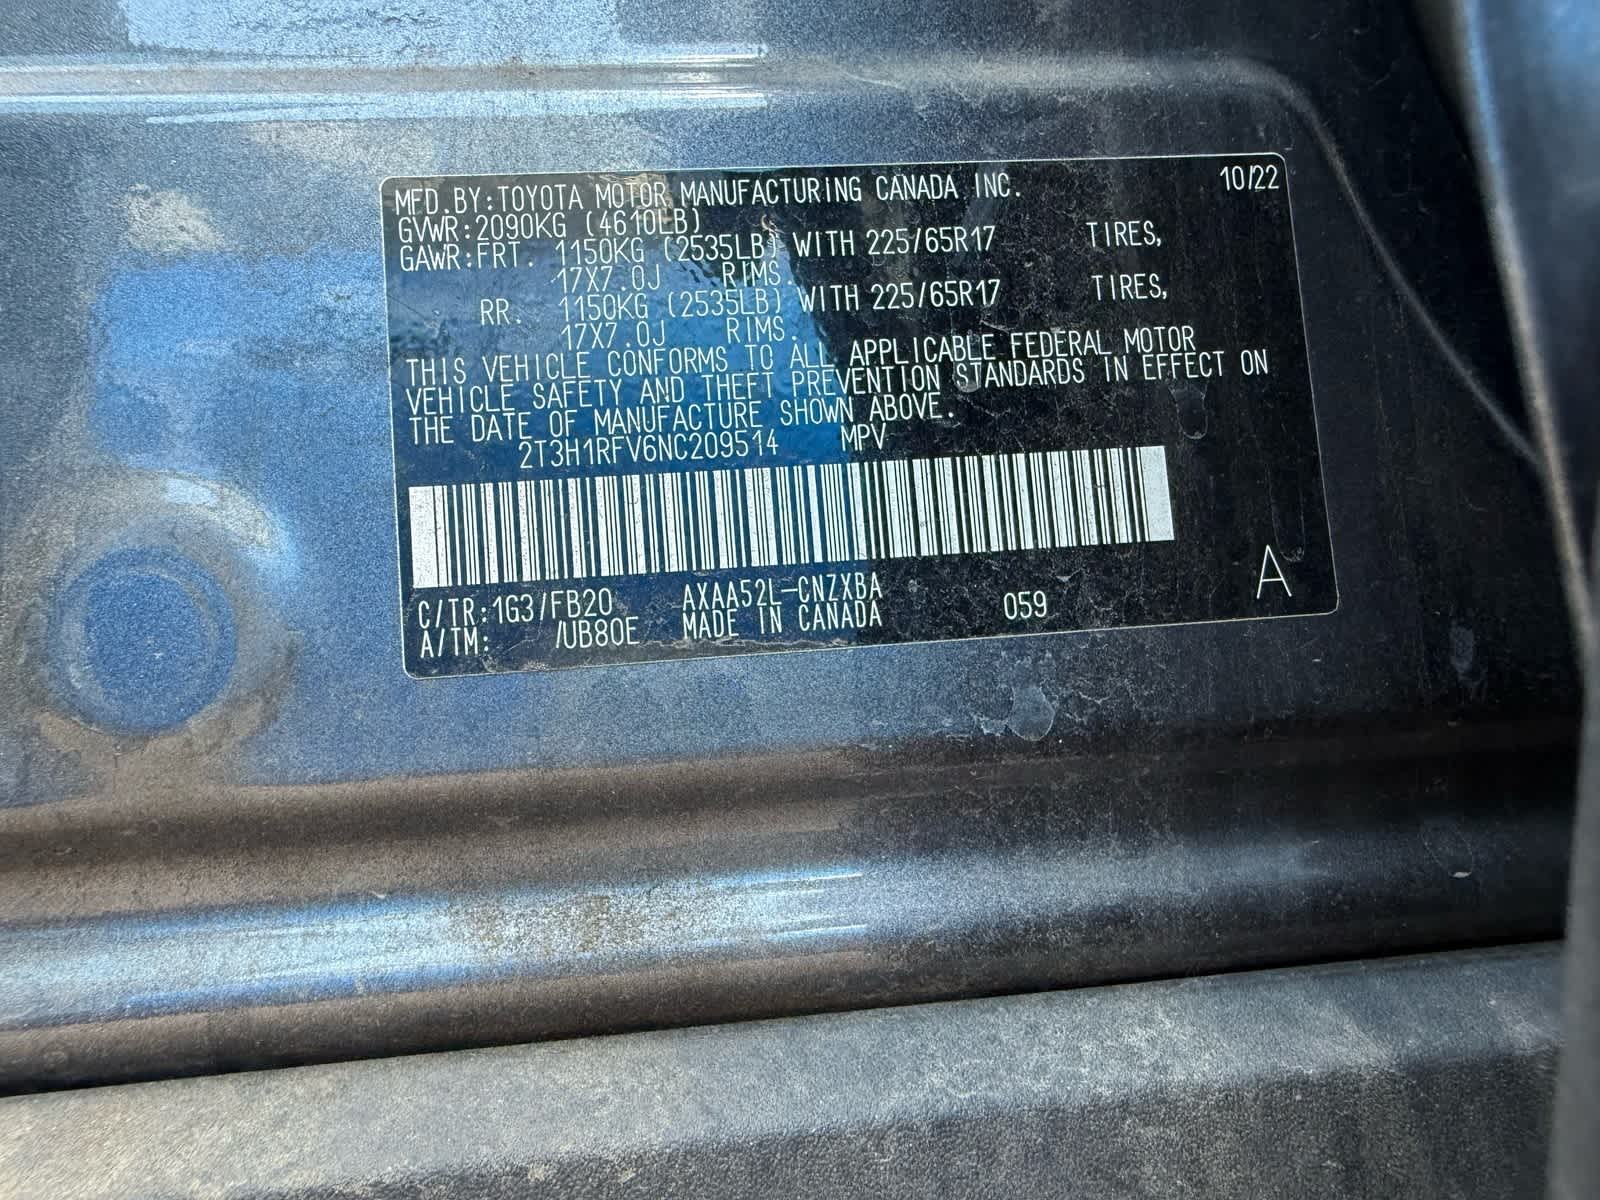 MFD.BY:TOYOTA MOTOR MANUFACTURING CANADA INC. 10/22
GVWR:2090KG (4610LB)
GAWR:FRT. 1150KG (2535LB) WITH 225/65R17 TIRES,
17X7.0J RIMS.
RR. 1150KG (2535LB) WITH 225/65R17 TIRES,
17X7.0J RIMS.
THIS VEHICLE CONFORMS TO ALL APPLICABLE FEDERAL MOTOR
VEHICLE SAFETY AND THEFT PREVENTION STANDARDS IN EFFECT ON
THE DATE OF MANUFACTURE SHOWN ABOVE.
2T3H1RFV6NC209514 MPV
C/TR:1G3/FB20 AXAA52L-CNZXBA 059 A
A/TM: /UB80E MADE IN CANADA